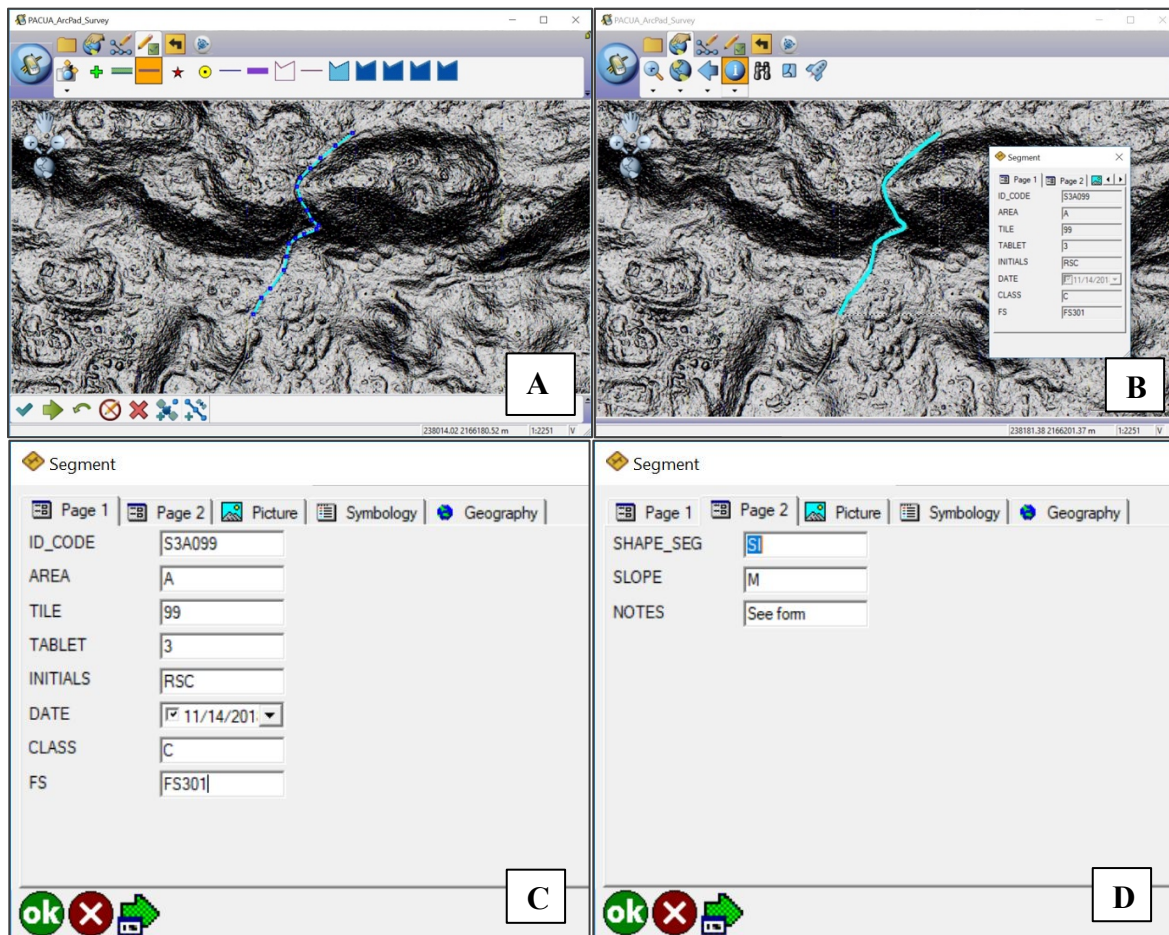 PACUA_ArcPad_Survey
A
238014.02 2166180.52 m 1:2251 V
PACUA_ArcPad_Survey
Segment
Page 1 Page 2
ID_CODE S3A099
AREA A
TILE 99
TABLET 3
INITIALS RSC
DATE 11/14/201
CLASS C
FS FS301
B
238181.38 2166201.37 m 1:2251 V
Segment
Page 1 Page 2 Picture Symbology Geography
ID_CODE S3A099
AREA A
TILE 99
TABLET 3
INITIALS RSC
DATE 11/14/201
CLASS C
FS FS301
ok
C
Segment
Page 1 Page 2 Picture Symbology Geography
SHAPE_SEG SI
SLOPE M
NOTES See form
ok
D